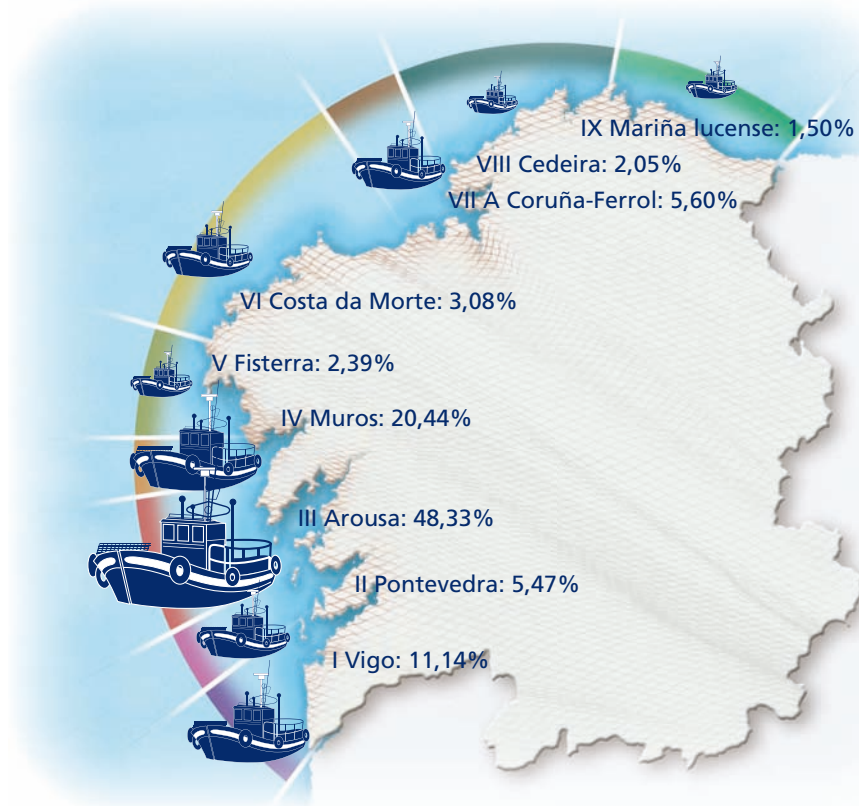 IX Mariña lucense: 1,50%
VIII Cedeira: 2,05%
VII A Coruña-Ferrol: 5,60%
VI Costa da Morte: 3,08%
V Fisterra: 2,39%
IV Muros: 20,44%
III Arousa: 48,33%
II Pontevedra: 5,47%
I Vigo: 11,14%